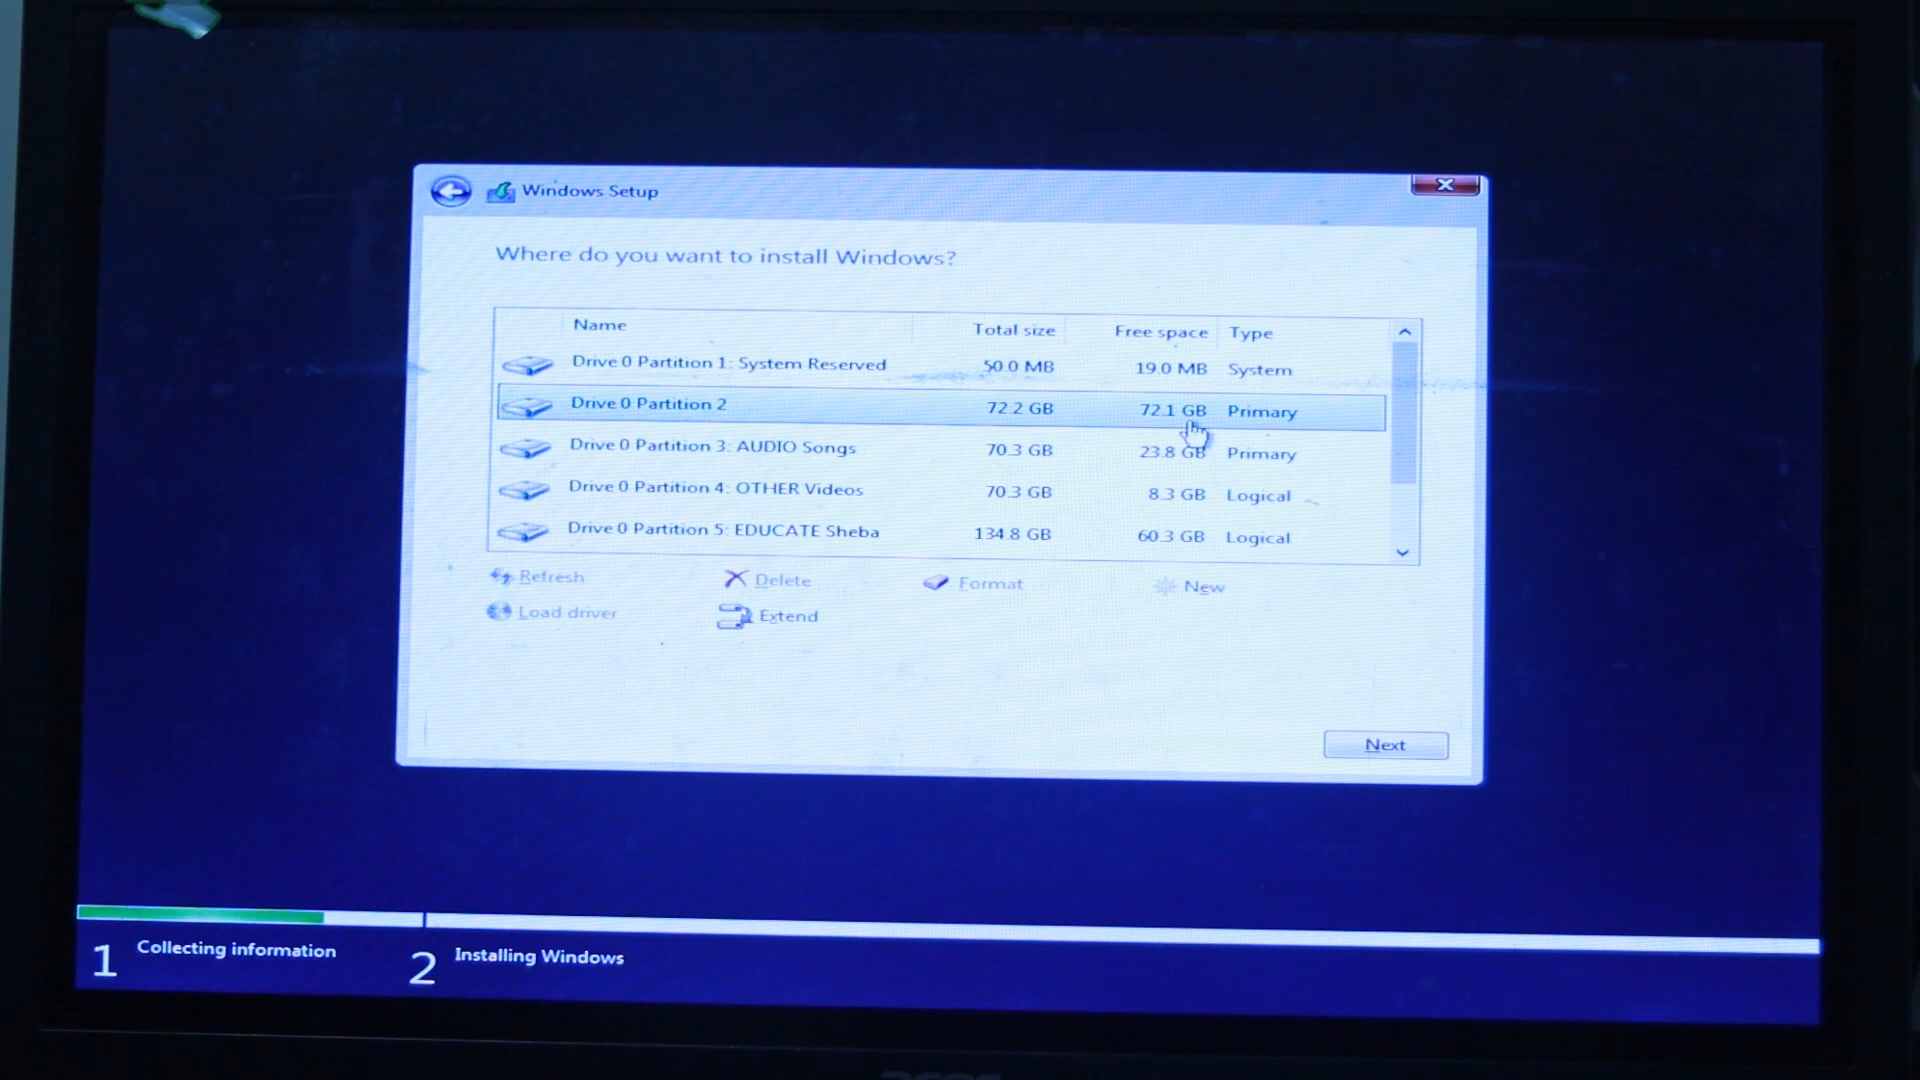 Windows Setup
Where do you want to install Windows?
Name Total size Free space Type
Drive 0 Partition 1: System Reserved 50.0 MB 19.0 MB System
Drive 0 Partition 2 72.2 GB 72.1 GB Primary
Drive 0 Partition 3: AUDIO Songs 70.3 GB 23.8 GB Primary
Drive 0 Partition 4: OTHER Videos 70.3 GB 8.3 GB Logical
Drive 0 Partition 5: EDUCATE Sheba 134.8 GB 60.3 GB Logical
Refresh Delete Format New
Load driver Extend
Next
1 Collecting information 2 Installing Windows